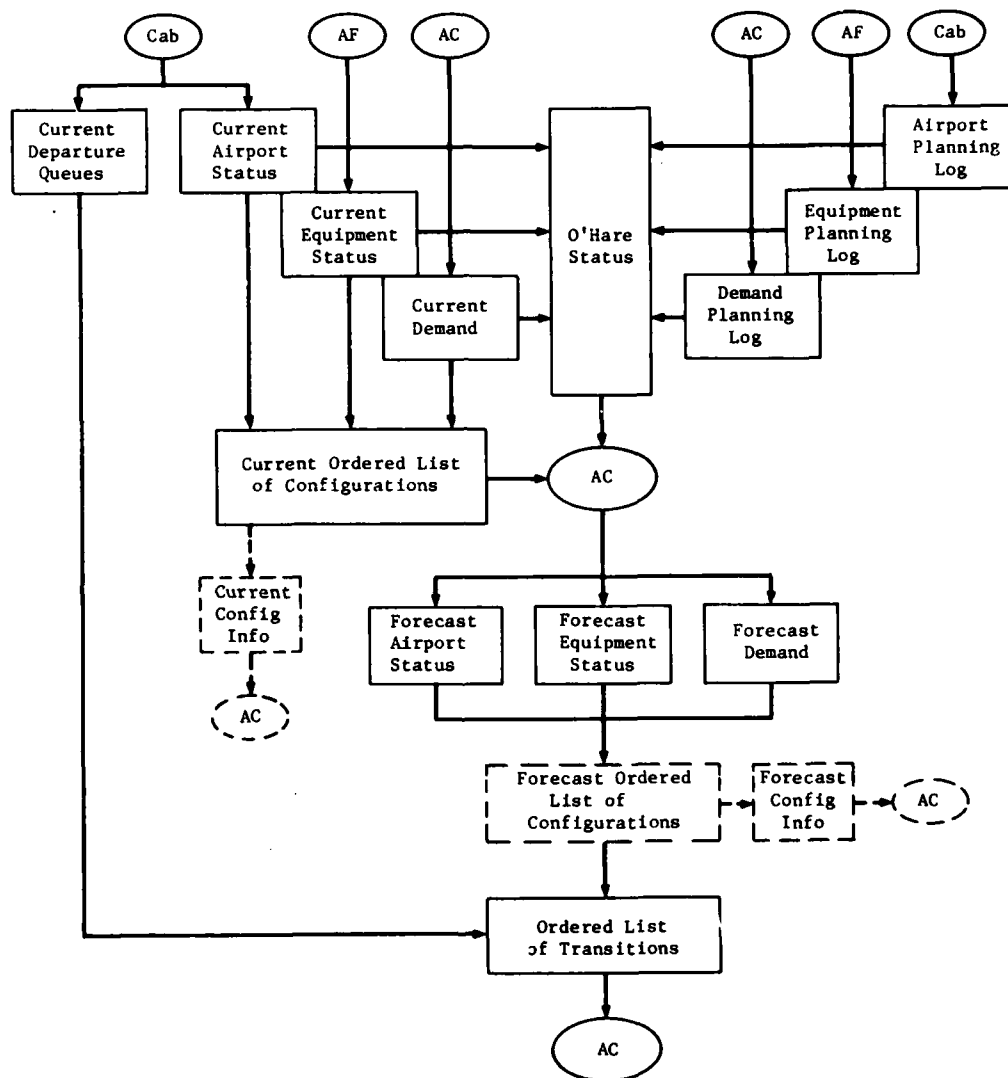 Cab
AF
AC
AC
AF
Cab
Current
Departure
Queues
Current
Airport
Status
Airport
Planning
Log
Current
Equipment
Status
O'Hare
Status
Equipment
Planning
Log
Current
Demand
Demand
Planning
Log
Current Ordered List
of Configurations
AC
Current
Config
Info
AC
Forecast
Airport
Status
Forecast
Equipment
Status
Forecast
Demand
Forecast Ordered
List of
Configurations
Forecast
Config
Info
AC
Ordered List
of Transitions
AC